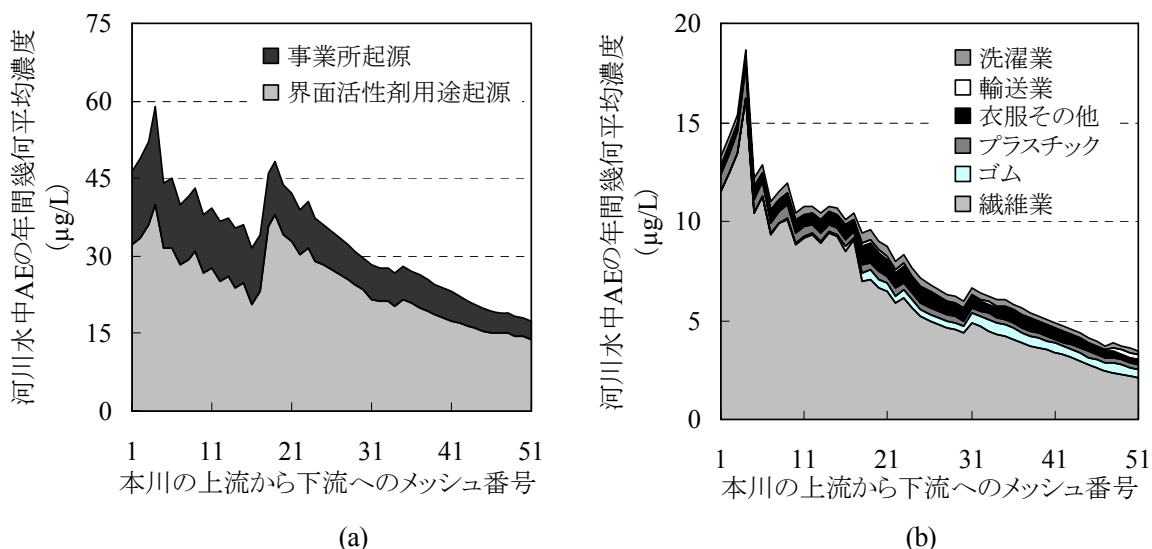 河川水中AEの年間幾何平均濃度
(μg/L)
75
60
45
30
15
0
事業所起源
界面活性剤用途起源
1 11 21 31 41 51
本川の上流から下流へのメッシュ番号
(a)
河川水中AEの年間幾何平均濃度
(μg/L)
20
15
10
5
0
洗濯業
輸送業
衣服その他
プラスチック
ゴム
繊維業
1 11 21 31 41 51
本川の上流から下流へのメッシュ番号
(b)